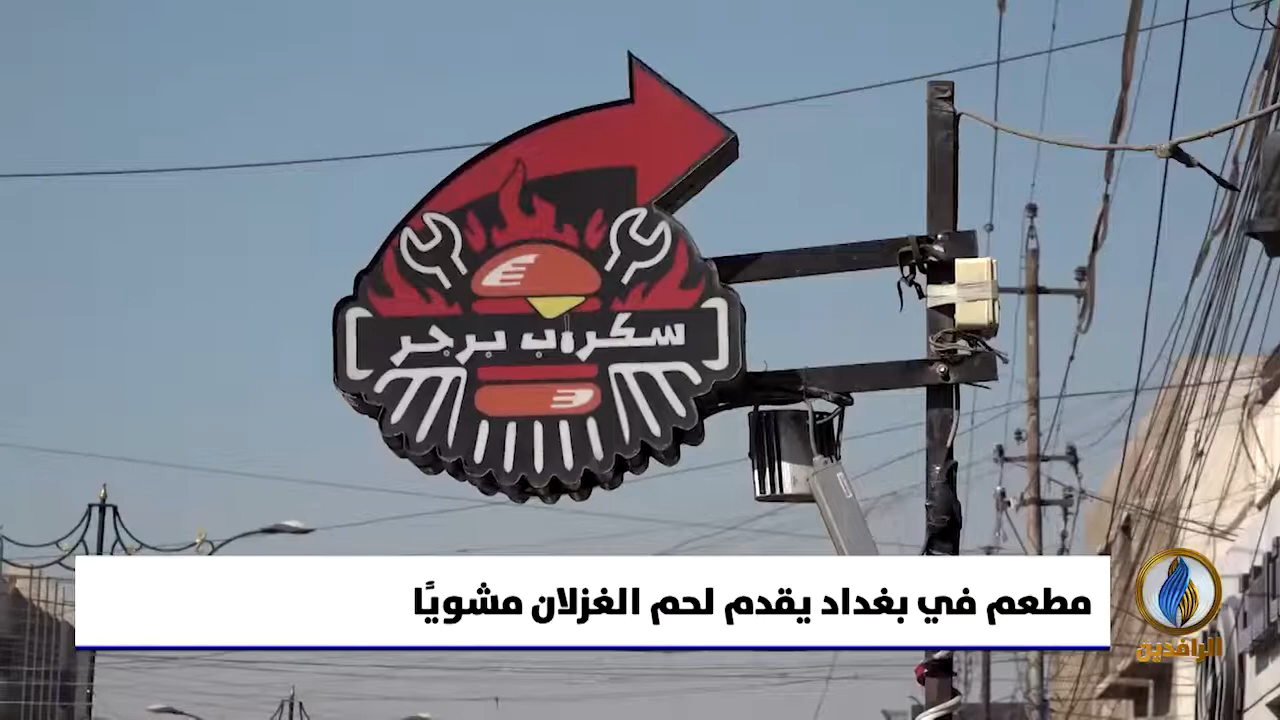 سكراب برجر
مطعم في بغداد يقدم لحم الغزلان مشويًا
الرافدين